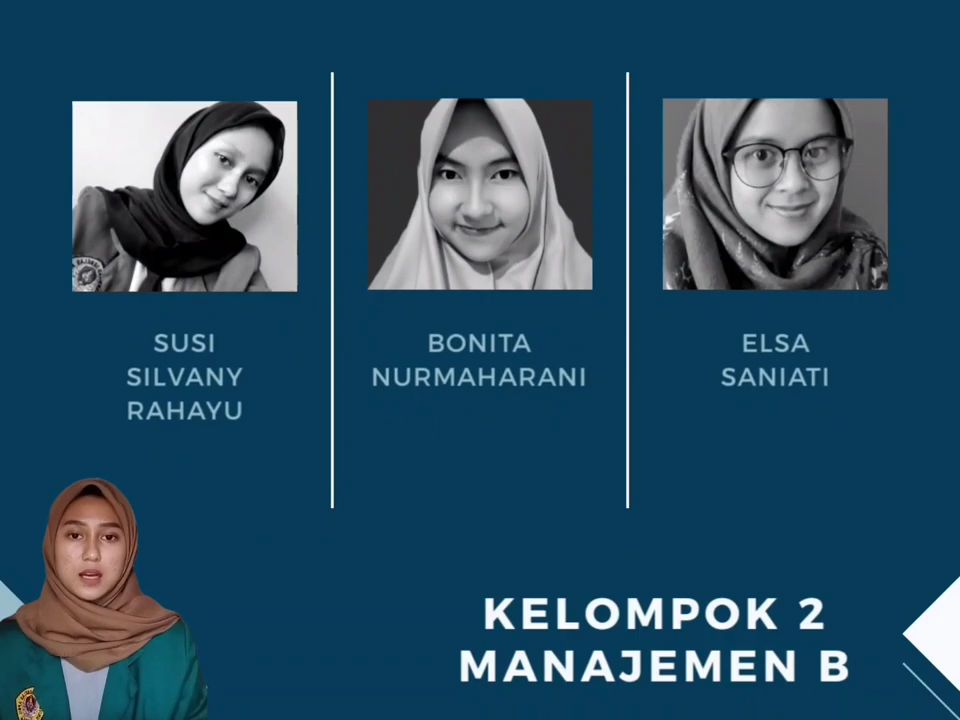 SUSI
SILVANY
RAHAYU
BONITA
NURMAHARANI
ELSA
SANIATI
KELOMPOK 2
MANAJEMEN B